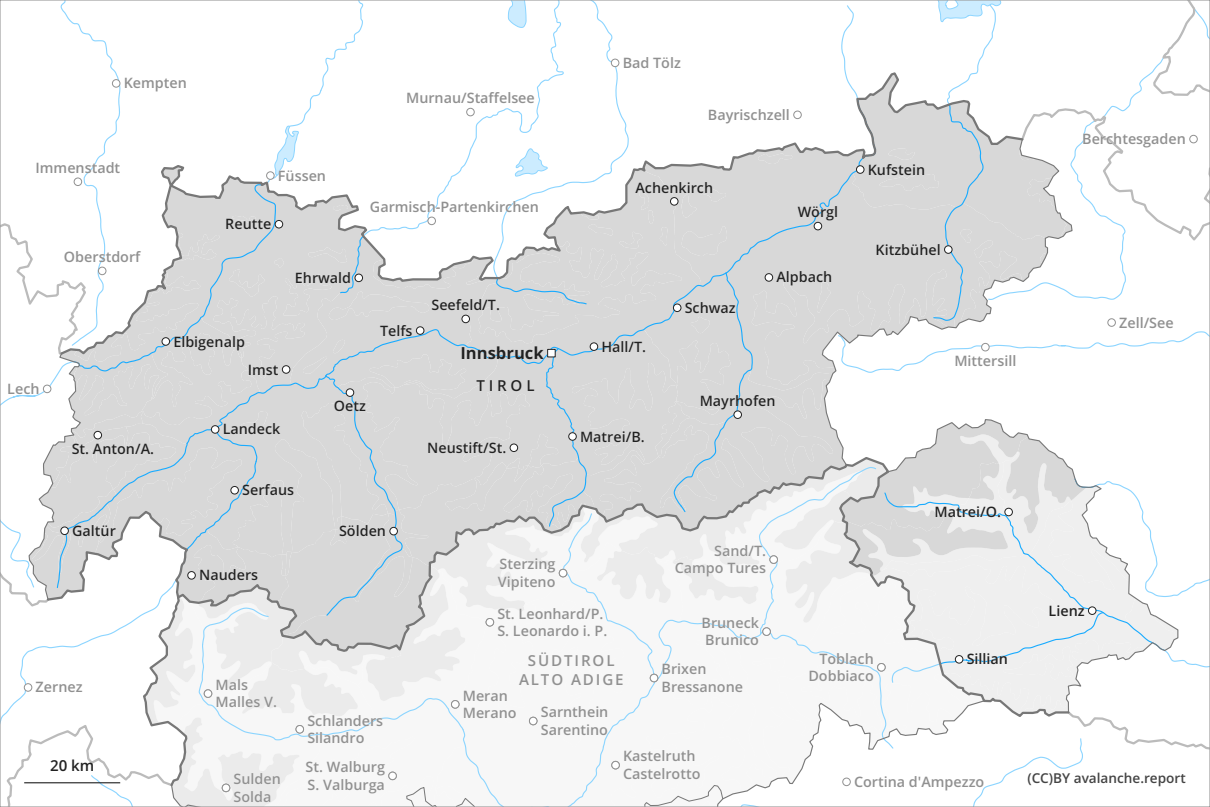 Bad Tölz
Kempten
Murnau/Staffelsee
Bayrischzell
Berchtesgaden
Immenstadt
Füssen
Kufstein
Achenkirch
Garmisch-Partenkirchen
Wörgl
Reutte
Kitzbühel
Oberstdorf
Ehrwald
Alpbach
Seefeld/T.
Schwaz
Zell/See
Telfs
Elbigenalp
Hall/T.
Innsbruck
Mittersill
Imst
TIROL
Lech
Mayrhofen
Oetz
Landeck
Matrei/B.
St. Anton/A.
Neustift/St.
Serfaus
Matrei/O.
Galtür
Sölden
Sand/T.
Campo Tures
Sterzing
Vipiteno
Nauders
Lienz
St. Leonhard/P.
S. Leonardo i. P.
Bruneck
Brunico
SÜDTIROL
ALTO ADIGE
Sillian
Toblach
Dobbiaco
Brixen
Bressanone
Zernez
Mals
Malles V.
Meran
Merano
Sarnthein
Sarentino
Schlanders
Silandro
Kastelruth
Castelrotto
20 km
St. Walburg
S. Valburga
Sulden
Solda
Cortina d'Ampezzo
(CC)BY avalanche.report